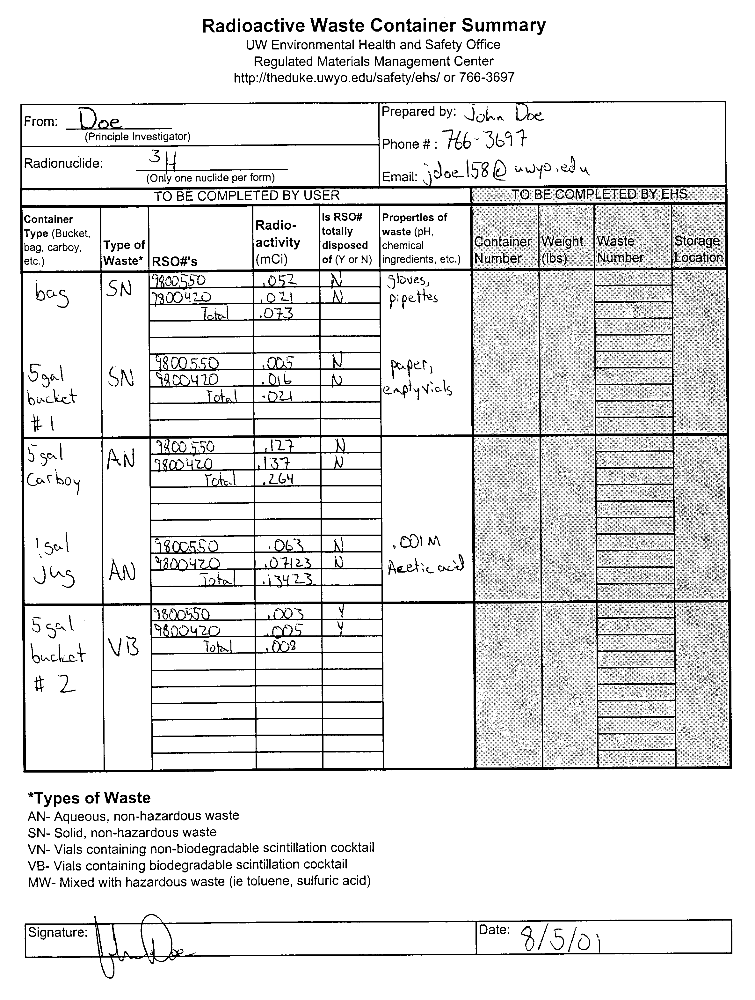 Radioactive Waste Container Summary
UW Environmental Health and Safety Office
Regulated Materials Management Center
http://theduke.uwyo.edu/safety/ehs/ or 766-3697
From: Doe
(Principle Investigator)
Radionuclide: 3H
(Only one nuclide per form)
Prepared by: John Doe
Phone #: 766-3697
Email: jdoe158@uwyo.edu
TO BE COMPLETED BY USER
TO BE COMPLETED BY EHS
Container
Type (Bucket,
bag, carboy,
etc.)
Type of
Waste*
RSO#'s
Radio-
activity
(mCi)
Is RSO#
totally
disposed
of (Y or N)
Properties of
waste (pH,
chemical
ingredients, etc.)
Container
Number
Weight
(lbs)
Waste
Number
Storage
Location
bag
SN
9800550 .052 N
9800420 .021 N
Total .073
gloves,
pipettes
5gal
bucket
#1
SN
9800550 .005 N
9800420 .016 N
Total .021
paper,
empty vials
5gal
Carboy
AN
9800550 .127 N
9800420 .137 N
Total .264
1gal
Jug
AN
9800550 .063 N
9800420 .07123 N
Total .13423
.001M
Acetic acid
5gal
bucket
# 2
VB
9800550 .003 Y
9800420 .005 Y
Total .008
*Types of Waste
AN- Aqueous, non-hazardous waste
SN- Solid, non-hazardous waste
VN- Vials containing non-biodegradable scintillation cocktail
VB- Vials containing biodegradable scintillation cocktail
MW- Mixed with hazardous waste (ie toluene, sulfuric acid)
Signature: John Doe
Date: 8/5/01